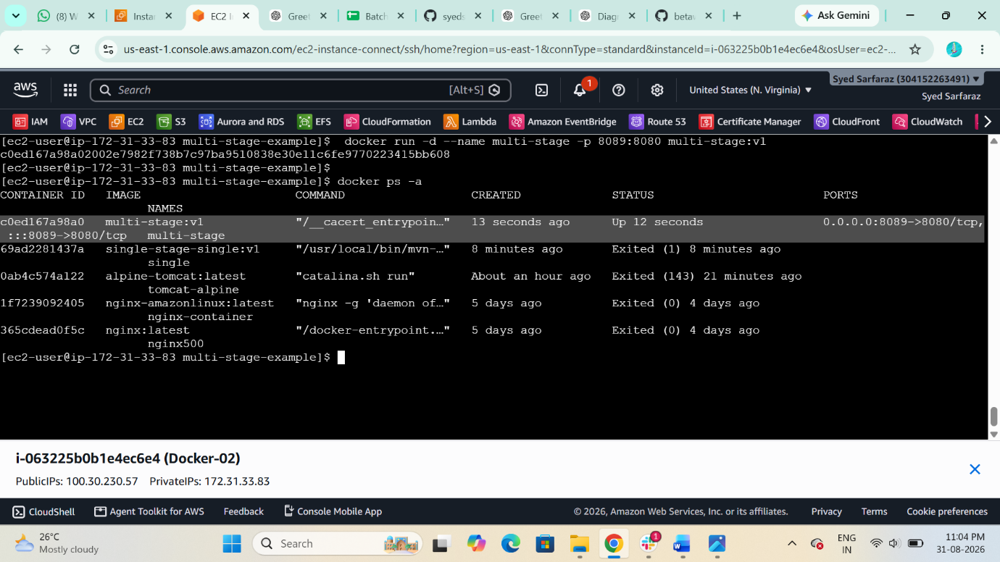 (8) W
Instar
EC2 I
Greet
Batch
syeds
Greet
Diagr
betav
Ask Gemini
us-east-1.console.aws.amazon.com/ec2-instance-connect/ssh/home?region=us-east-1&connType=standard&instanceId=i-063225b0b1e4ec6e4&osUser=ec2-...
aws
Search
[Alt+S]
1
United States (N. Virginia)
Syed Sarfaraz (304152263491)
Syed Sarfaraz
IAM
VPC
EC2
S3
Aurora and RDS
EFS
CloudFormation
Lambda
Amazon EventBridge
Route 53
Certificate Manager
CloudFront
CloudWatch
[ec2-user@ip-172-31-33-83 multi-stage-example]$  docker run -d --name multi-stage -p 8089:8080 multi-stage:v1
c0ed167a98a02002e7982f738b7c97ba9510838e30e11c6fe9770223415bb608
[ec2-user@ip-172-31-33-83 multi-stage-example]$
[ec2-user@ip-172-31-33-83 multi-stage-example]$ docker ps -a
CONTAINER ID   IMAGE                      COMMAND                  CREATED             STATUS                        PORTS
NAMES
c0ed167a98a0   multi-stage:v1             "/__cacert_entrypoin…"   13 seconds ago      Up 12 seconds                 0.0.0.0:8089->8080/tcp,
:::8089->8080/tcp   multi-stage
69ad2281437a   single-stage-single:v1     "/usr/local/bin/mvn-…"   8 minutes ago       Exited (1) 8 minutes ago
single
0ab4c574a122   alpine-tomcat:latest       "catalina.sh run"        About an hour ago   Exited (143) 21 minutes ago
tomcat-alpine
1f7239092405   nginx-amazonlinux:latest   "nginx -g 'daemon of…"   5 days ago          Exited (0) 4 days ago
nginx-container
365cdead0f5c   nginx:latest               "/docker-entrypoint.…"   5 days ago          Exited (0) 4 days ago
nginx500
[ec2-user@ip-172-31-33-83 multi-stage-example]$
i-063225b0b1e4ec6e4 (Docker-02)
PublicIPs: 100.30.230.57 PrivateIPs: 172.31.33.83
CloudShell
Agent Toolkit for AWS
Feedback
Console Mobile App
© 2026, Amazon Web Services, Inc. or its affiliates.
Privacy
Terms
Cookie preferences
26°C
Mostly cloudy
Search
1
ENG
IN
11:04 PM
31-08-2026